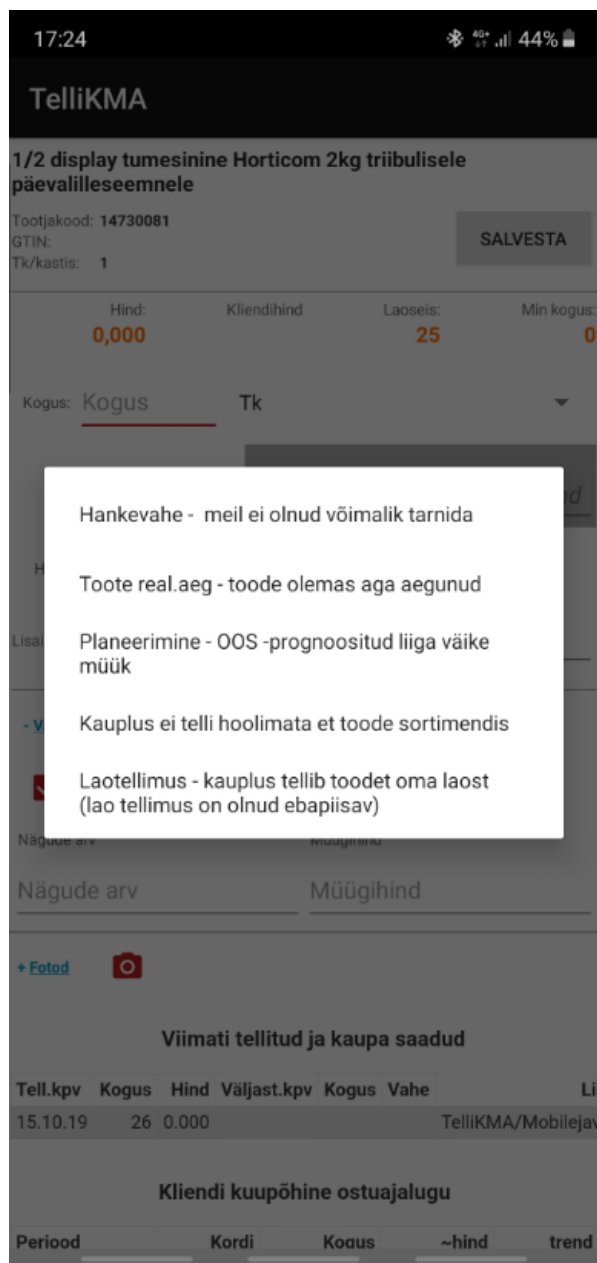 17:24 4G+ 44%
TelliKMA
1/2 display tumesinine Horticom 2kg triibulisele
päevalilleseemnele
Tootjakood: 14730081
GTIN:
SALVESTA
Tk/kastis: 1
Hind: Kliendihind Laoseis: Min kogus:
0,000 25 0
Kogus: Kogus Tk
Hankevahe - meil ei olnud võimalik tarnida
Toote real.aeg - toode olemas aga aegunud
Planeerimine - OOS -prognoositud liiga väike
müük
Kauplus ei telli hoolimata et toode sortimendis
Laotellimus - kauplus tellib toodet oma laost
(lao tellimus on olnud ebapiisav)
Nägude arv Müügihind
Nägude arv Müügihind
+ Fotod
Viimati tellitud ja kaupa saadud
Tell.kpv Kogus Hind Väljast.kpv Kogus Vahe Li
15.10.19 26 0.000 TelliKMA/Mobilejav
Kliendi kuupõhine ostuajalugu
Periood Kordi Kogus ~hind trend